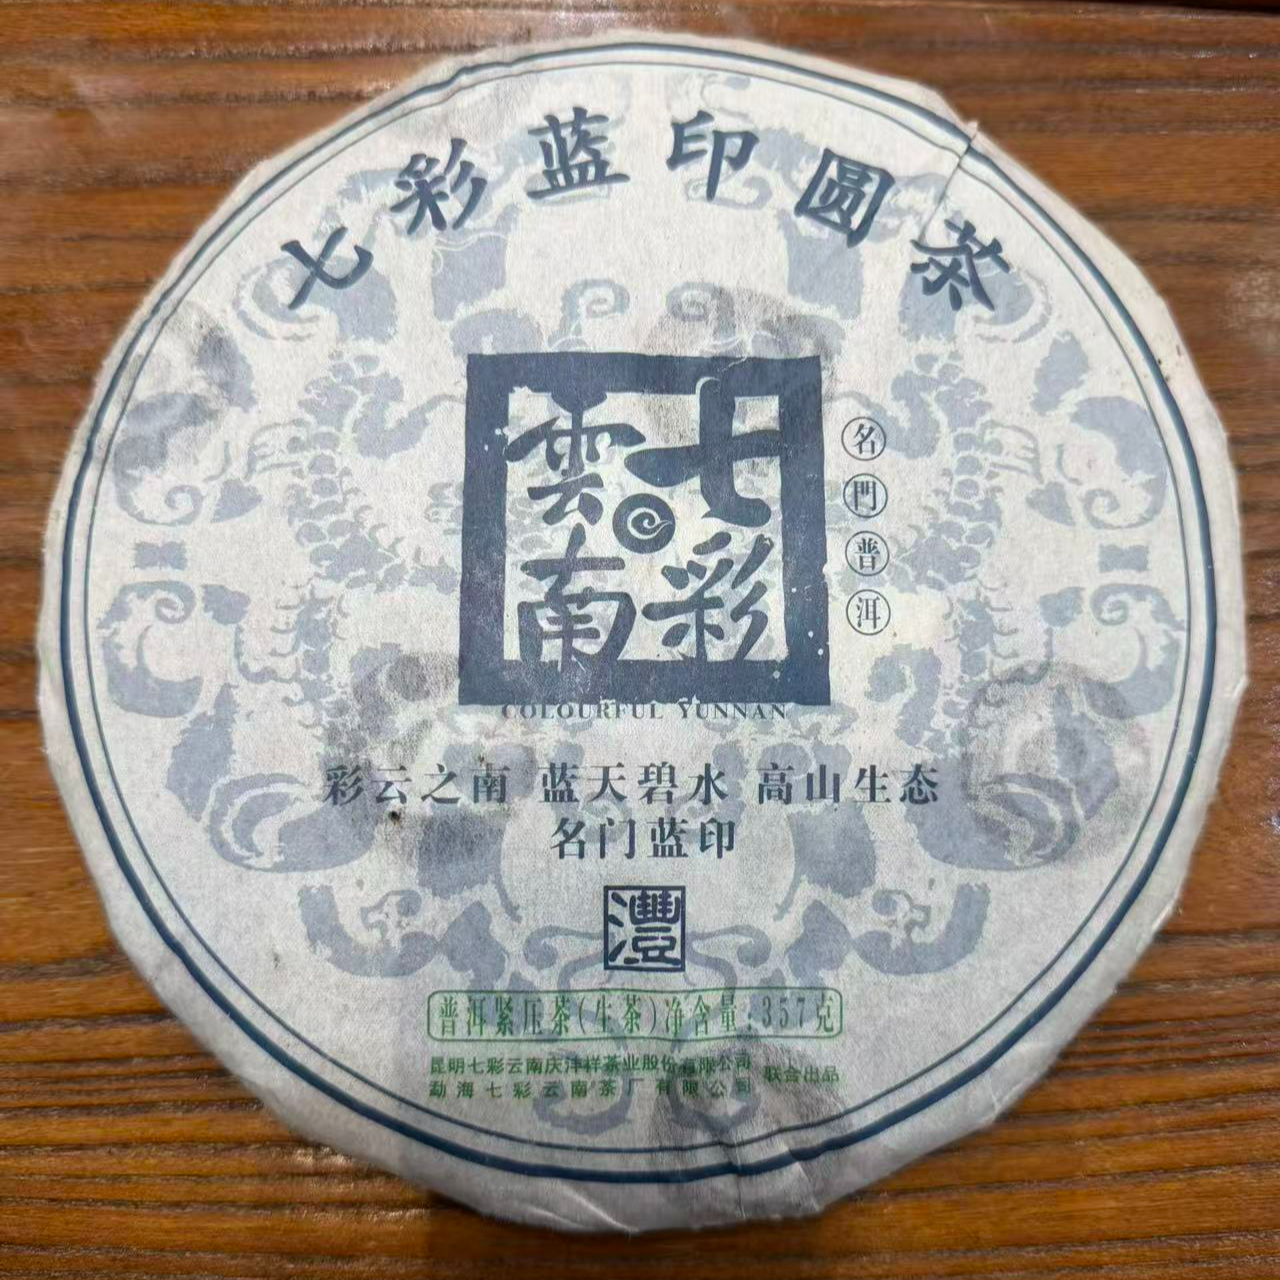 七彩蓝印圆茶
七彩
雲南
名門普洱
COLOURFUL YUNNAN
彩云之南 蓝天碧水 高山生态
名门蓝印
灃
普洱紧压茶(生茶)净含量:357克
昆明七彩云南庆沣祥茶业股份有限公司
勐海七彩云南茶厂有限公司
联合出品